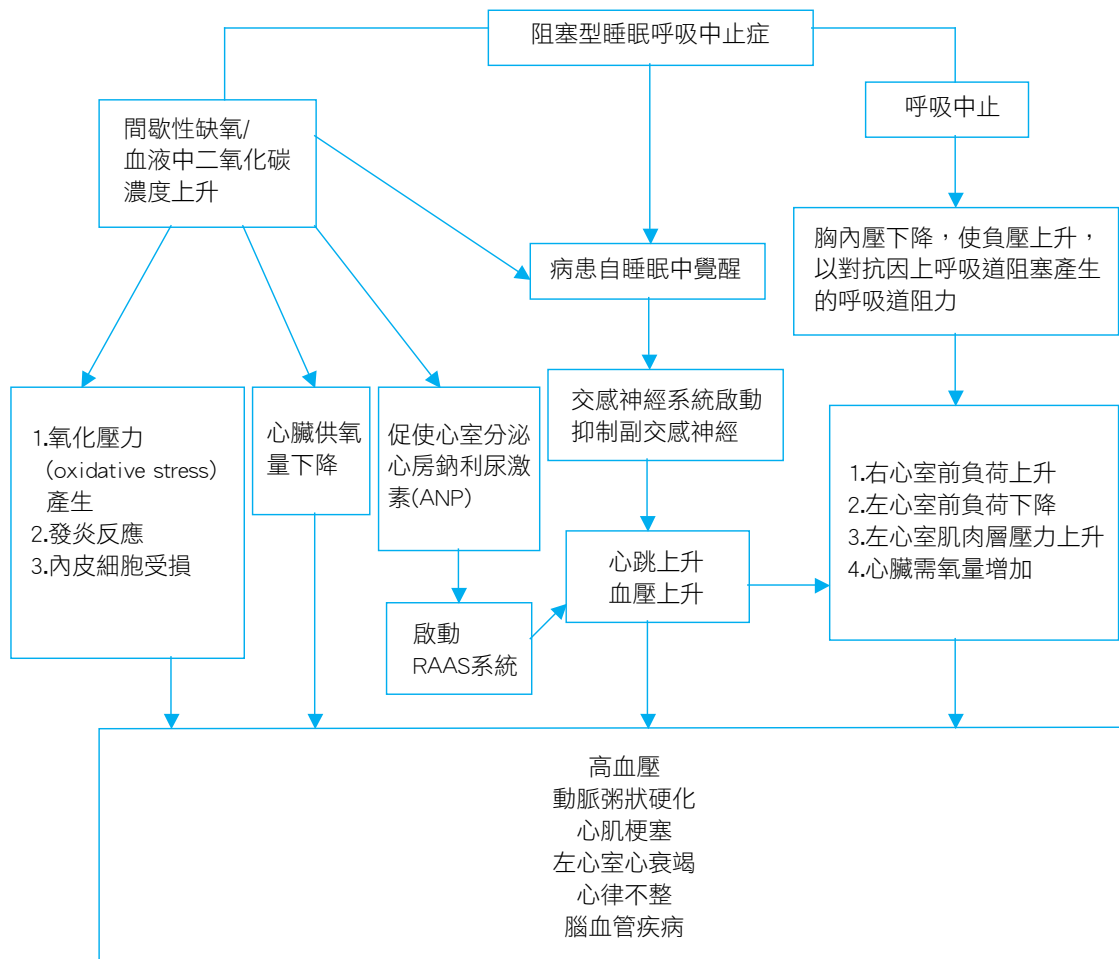 阻塞型睡眠呼吸中止症
間歇性缺氧/
血液中二氧化碳
濃度上升
呼吸中止
胸內壓下降，使負壓上升，
以對抗因上呼吸道阻塞產生
的呼吸道阻力
病患自睡眠中覺醒
1.氧化壓力
(oxidative stress)
產生
2.發炎反應
3.內皮細胞受損
心臟供氧
量下降
促使心室分泌
心房鈉利尿激
素(ANP)
交感神經系統啟動
抑制副交感神經
1.右心室前負荷上升
2.左心室前負荷下降
3.左心室肌肉層壓力上升
4.心臟需氧量增加
心跳上升
血壓上升
啟動
RAAS系統
高血壓
動脈粥狀硬化
心肌梗塞
左心室心衰竭
心律不整
腦血管疾病